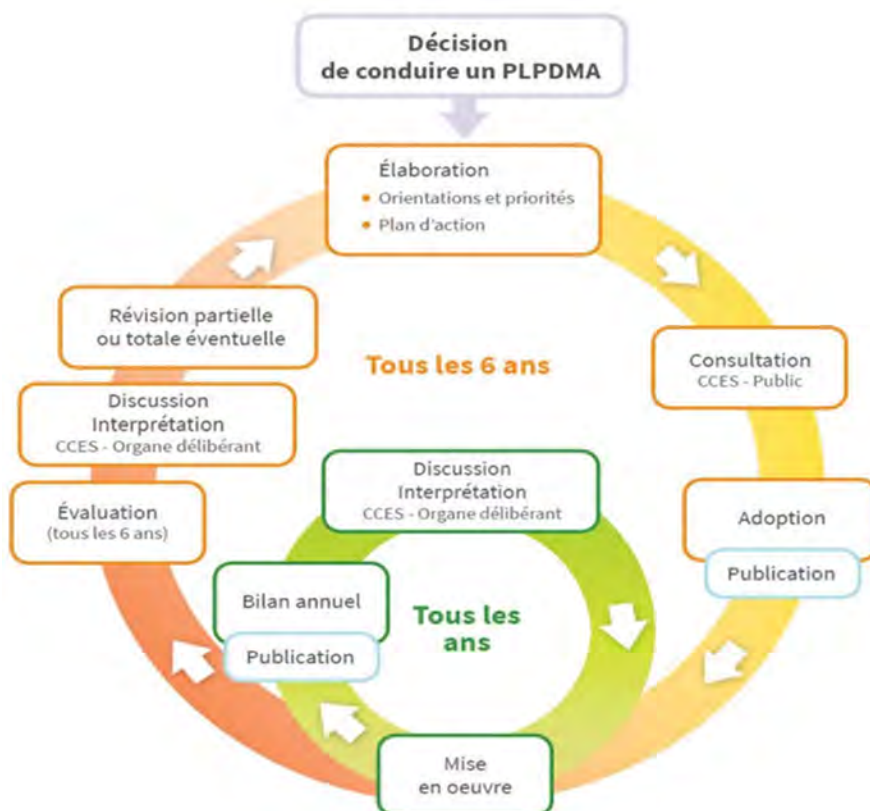 Décision
de conduire un PLPDMA
Élaboration
• Orientations et priorités
• Plan d'action
Révision partielle
ou totale éventuelle
Tous les 6 ans
Consultation
CCES - Public
Discussion
Interprétation
CCES - Organe délibérant
Discussion
Interprétation
CCES - Organe délibérant
Évaluation
(tous les 6 ans)
Adoption
Publication
Bilan annuel
Publication
Tous les
ans
Mise
en oeuvre